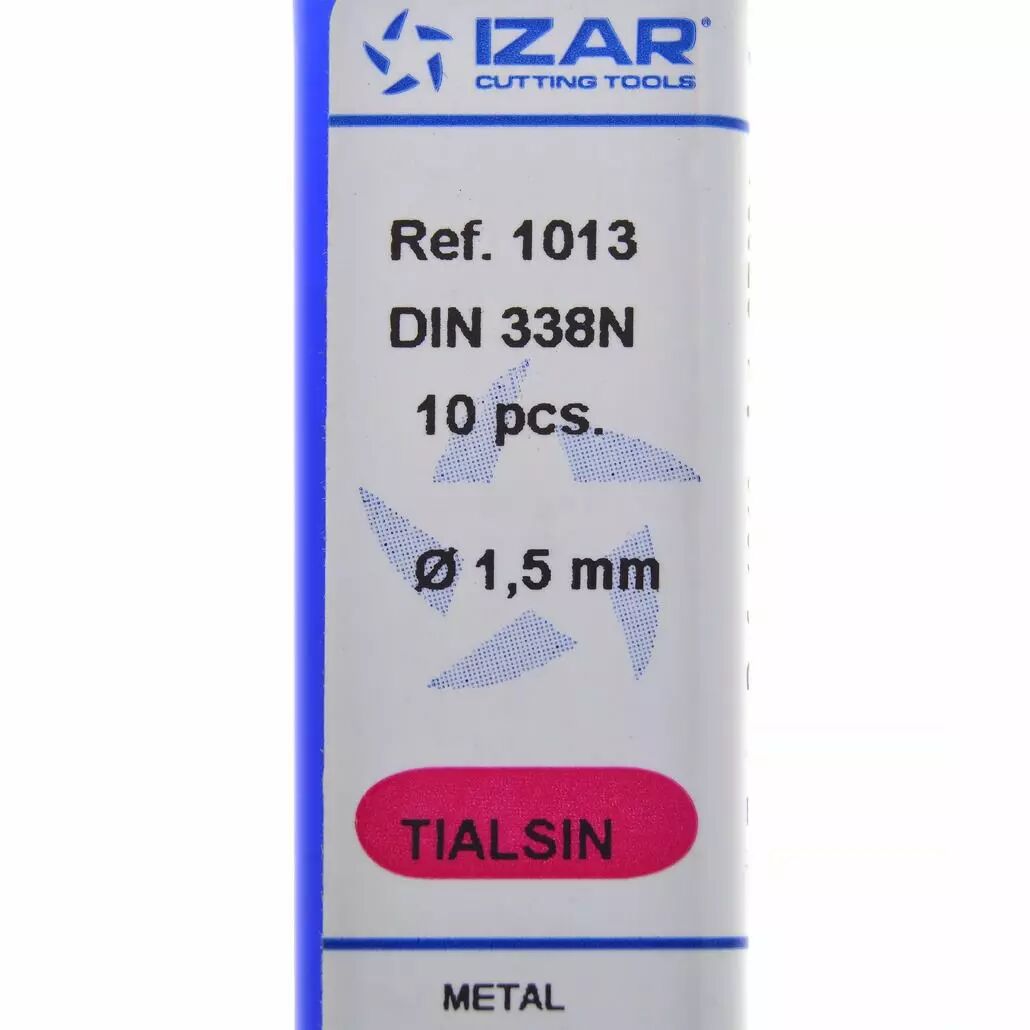 IZAR®
CUTTING TOOLS
Ref. 1013
DIN 338N
10 pcs.
Ø 1,5 mm
TIALSIN
METAL